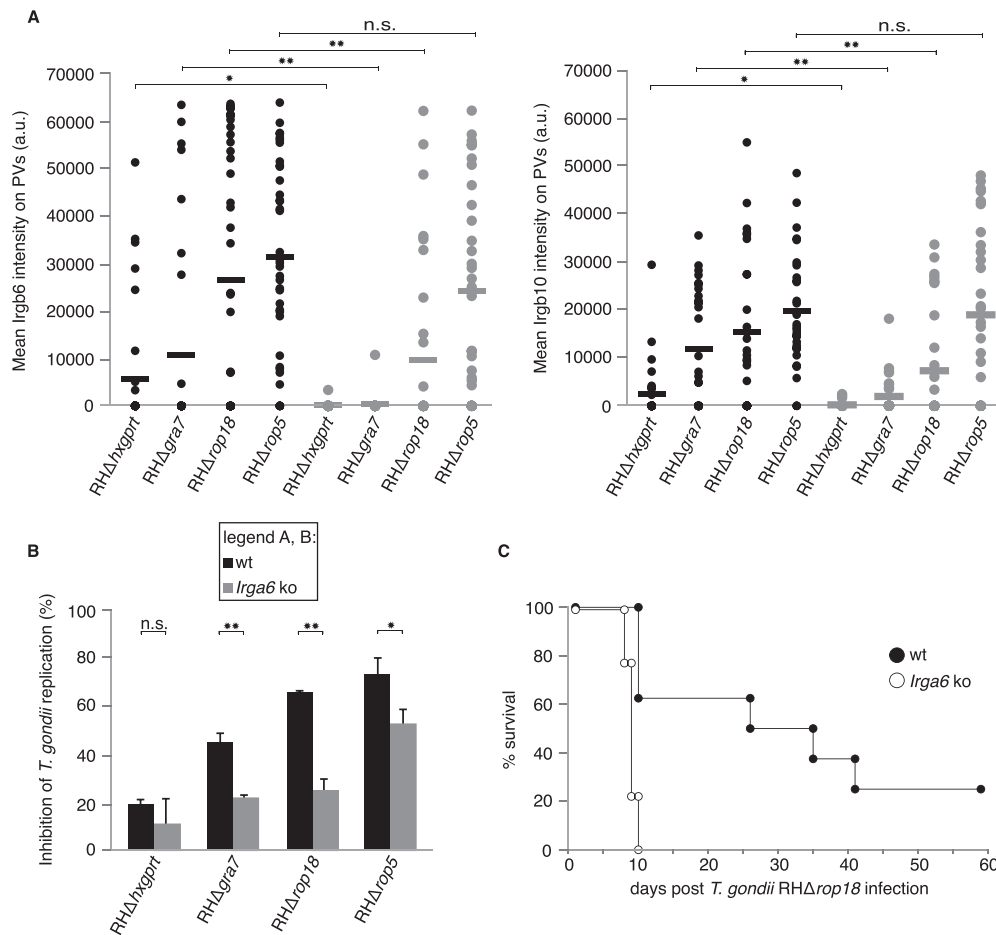 A
n.s.
**
**
*
70000
60000
50000
40000
30000
20000
10000
0
Mean Irgb6 intensity on PVs (a.u.)
RHΔhxgprt
RHΔgra7
RHΔrop18
RHΔrop5
RHΔhxgprt
RHΔgra7
RHΔrop18
RHΔrop5
n.s.
**
**
*
70000
60000
50000
40000
30000
20000
10000
0
Mean Irgb10 intensity on PVs (a.u.)
RHΔhxgprt
RHΔgra7
RHΔrop18
RHΔrop5
RHΔhxgprt
RHΔgra7
RHΔrop18
RHΔrop5
B
legend A, B:
wt
Irga6 ko
100
80
60
40
20
0
Inhibition of T. gondii replication (%)
n.s.
**
**
*
RHΔhxgprt
RHΔgra7
RHΔrop18
RHΔrop5
C
100
80
60
40
20
0
% survival
wt
Irga6 ko
0 10 20 30 40 50 60
days post T. gondii RHΔrop18 infection